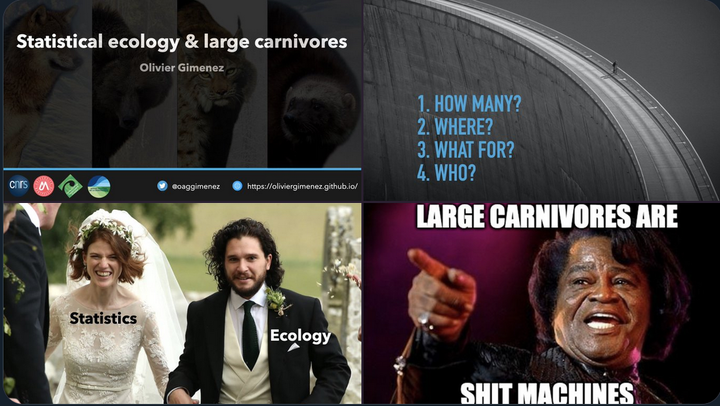 Statistical ecology & large carnivores
Olivier Gimenez
cnrs
@oaggimenez
https://oliviergimenez.github.io/
1. HOW MANY?
2. WHERE?
3. WHAT FOR?
4. WHO?
Statistics
Ecology
LARGE CARNIVORES ARE
SHIT MACHINES